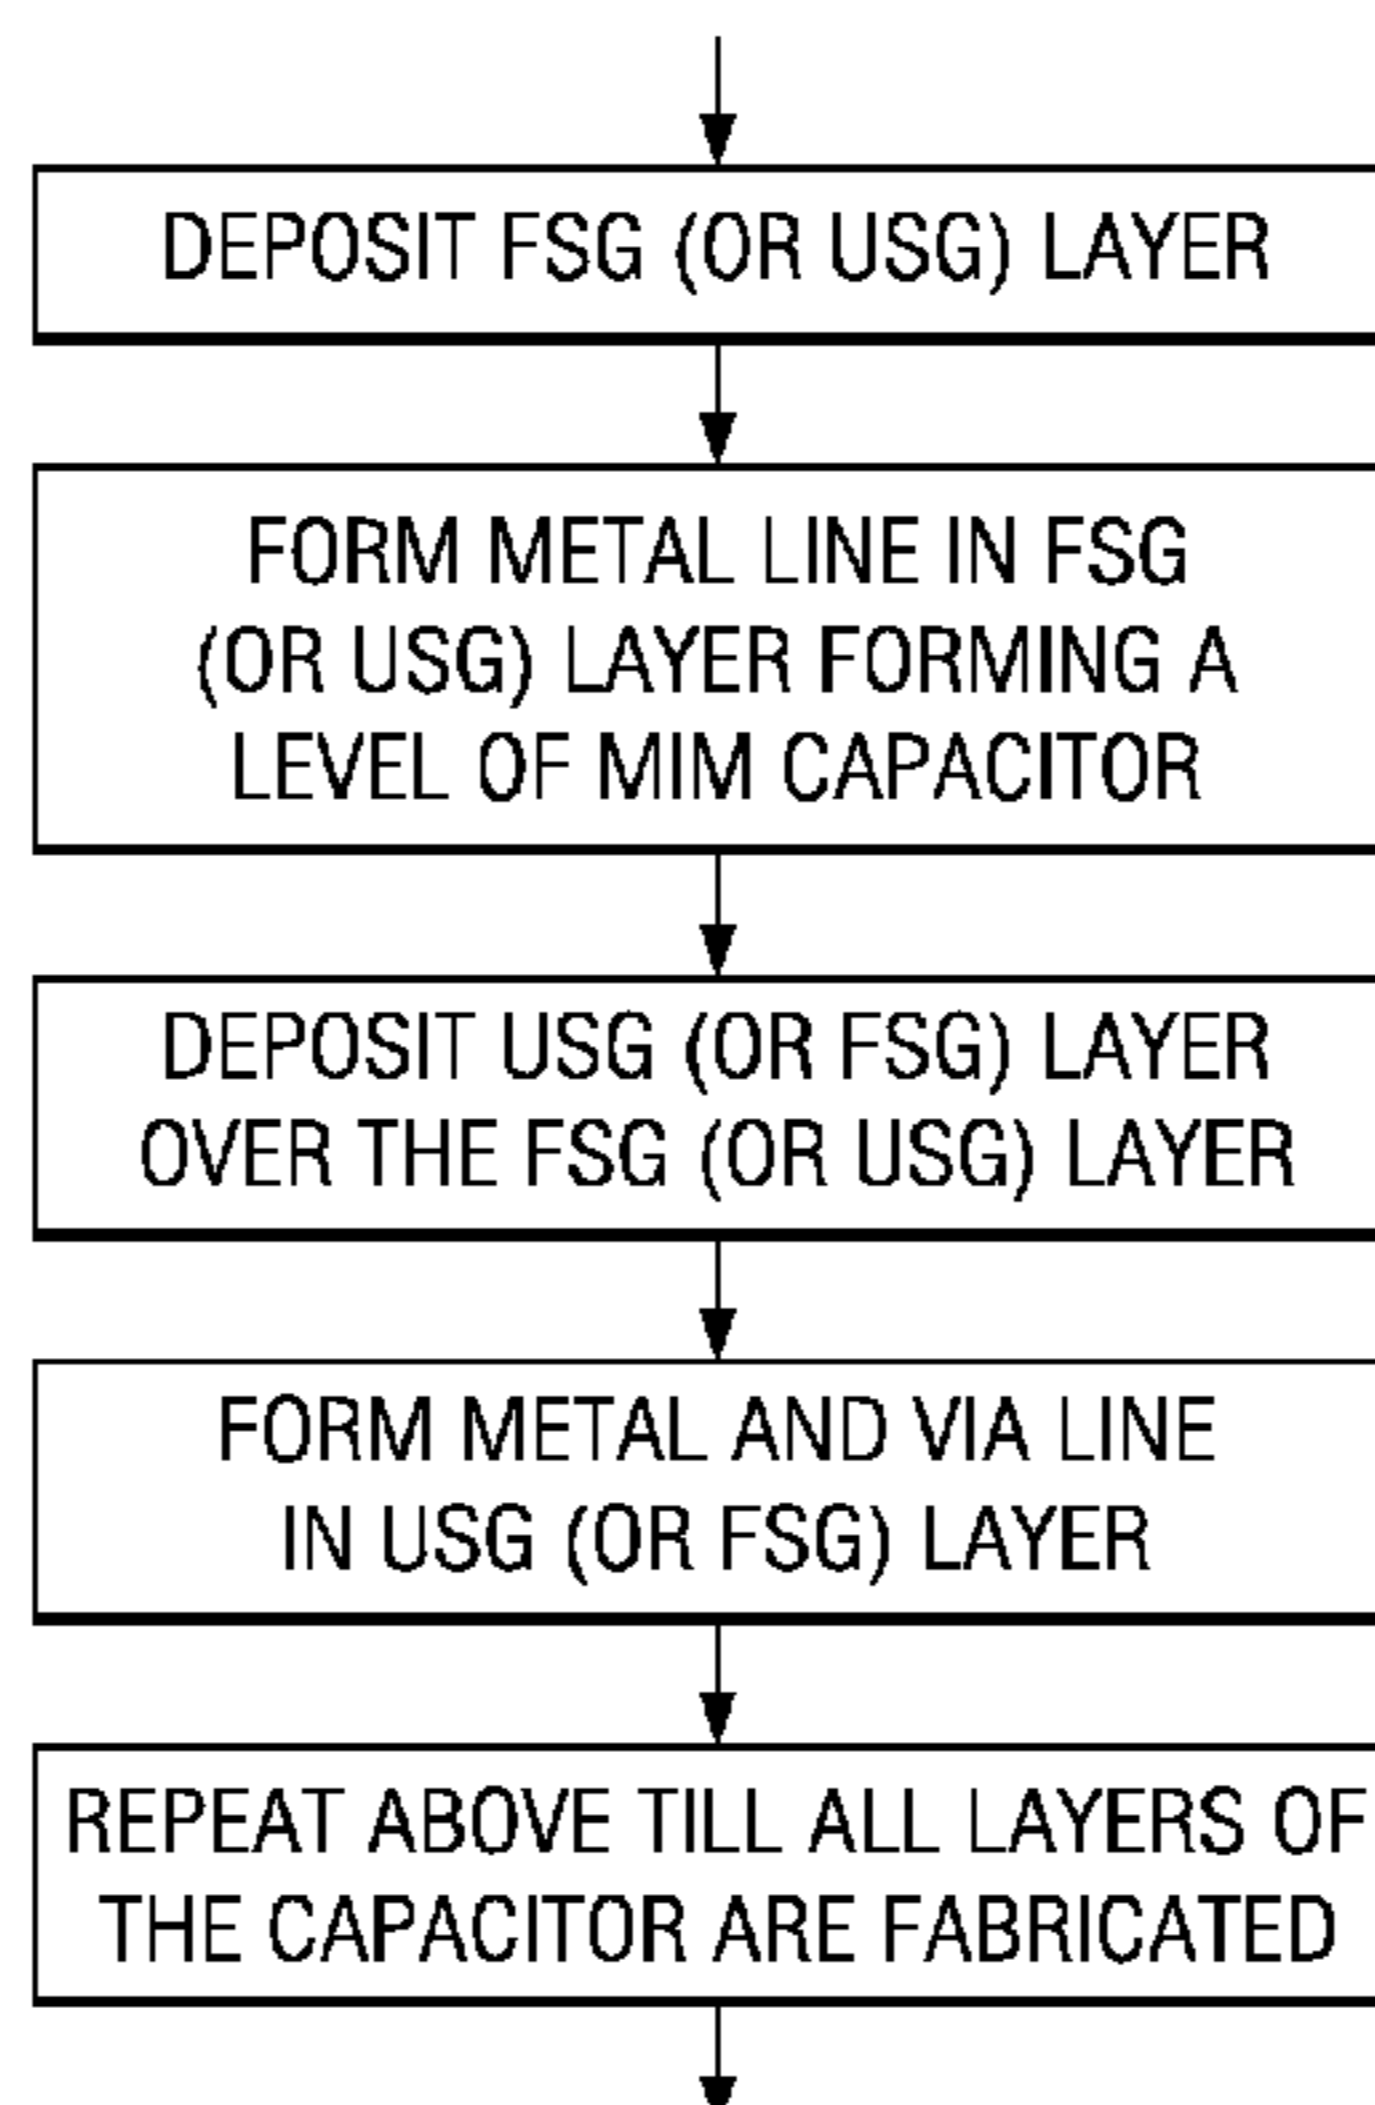 DEPOSIT FSG (OR USG) LAYER
FORM METAL LINE IN FSG
(OR USG) LAYER FORMING A
LEVEL OF MIM CAPACITOR
DEPOSIT USG (OR FSG) LAYER
OVER THE FSG (OR USG) LAYER
FORM METAL AND VIA LINE
IN USG (OR FSG) LAYER
REPEAT ABOVE TILL ALL LAYERS OF
THE CAPACITOR ARE FABRICATED